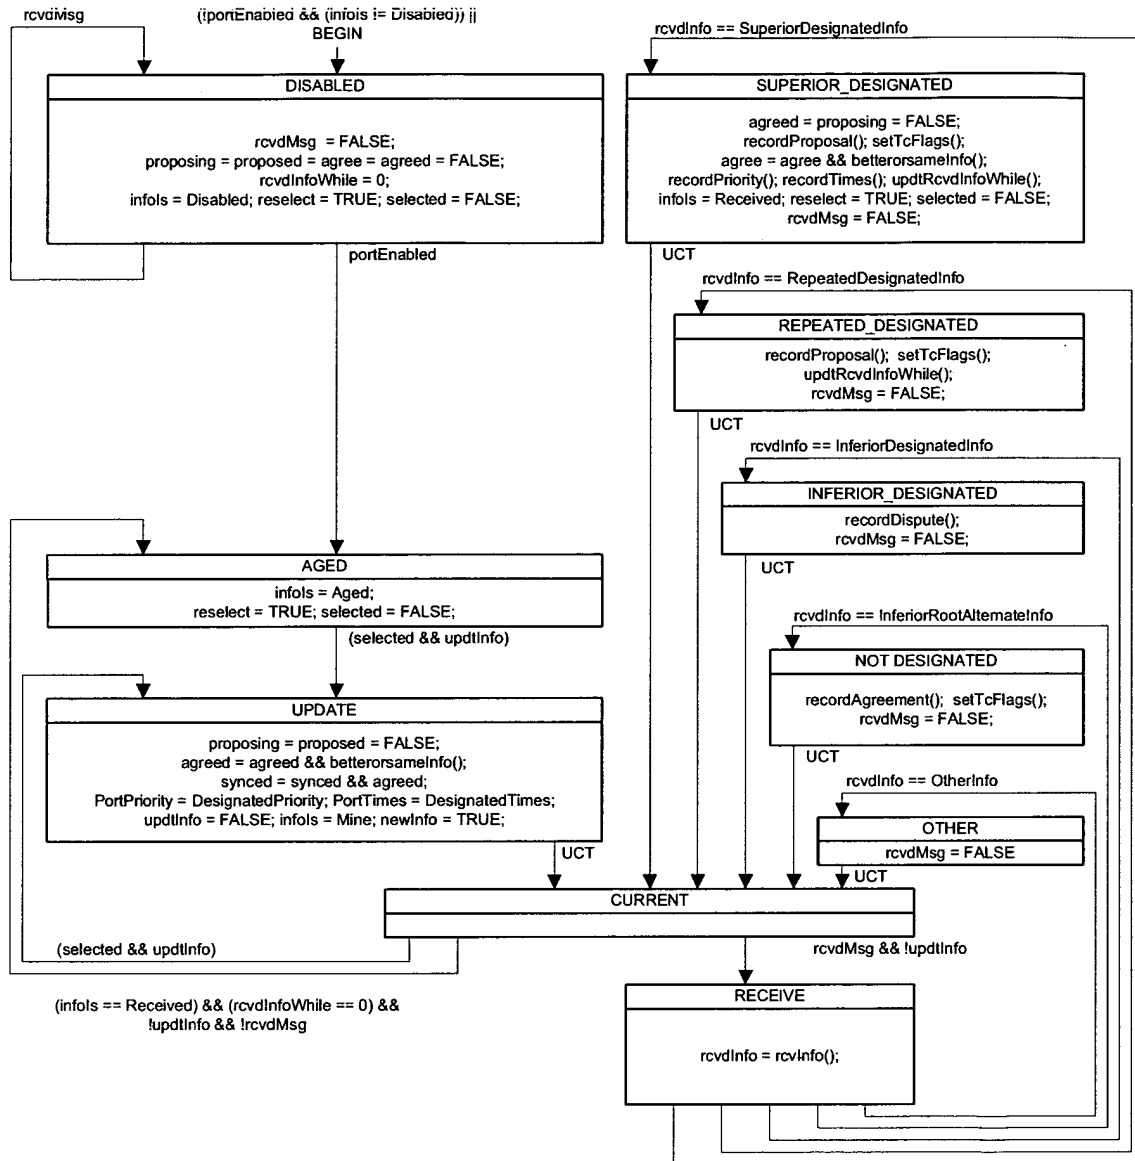 rcvdMsg
(!portEnabled && (infoIs != Disabled)) ||
BEGIN
DISABLED
rcvdMsg = FALSE;
proposing = proposed = agree = agreed = FALSE;
rcvdInfoWhile = 0;
infoIs = Disabled; reselect = TRUE; selected = FALSE;
portEnabled
AGED
infoIs = Aged;
reselect = TRUE; selected = FALSE;
(selected && updtInfo)
UPDATE
proposing = proposed = FALSE;
agreed = agreed && betterorsameInfo();
synced = synced && agreed;
PortPriority = DesignatedPriority; PortTimes = DesignatedTimes;
updtInfo = FALSE; infoIs = Mine; newInfo = TRUE;
UCT
rcvdInfo == SuperiorDesignatedInfo
SUPERIOR_DESIGNATED
agreed = proposing = FALSE;
recordProposal(); setTcFlags();
agree = agree && betterorsameInfo();
recordPriority(); recordTimes(); updtRcvdInfoWhile();
infoIs = Received; reselect = TRUE; selected = FALSE;
rcvdMsg = FALSE;
UCT
rcvdInfo == RepeatedDesignatedInfo
REPEATED_DESIGNATED
recordProposal(); setTcFlags();
updtRcvdInfoWhile();
rcvdMsg = FALSE;
UCT
rcvdInfo == InferiorDesignatedInfo
INFERIOR_DESIGNATED
recordDispute();
rcvdMsg = FALSE;
UCT
rcvdInfo == InferiorRootAlternateInfo
NOT DESIGNATED
recordAgreement(); setTcFlags();
rcvdMsg = FALSE;
UCT
rcvdInfo == OtherInfo
OTHER
rcvdMsg = FALSE
UCT
CURRENT
(selected && updtInfo)
rcvdMsg && !updtInfo
(infoIs == Received) && (rcvdInfoWhile == 0) &&
!updtInfo && !rcvdMsg
RECEIVE
rcvdInfo = rcvInfo();